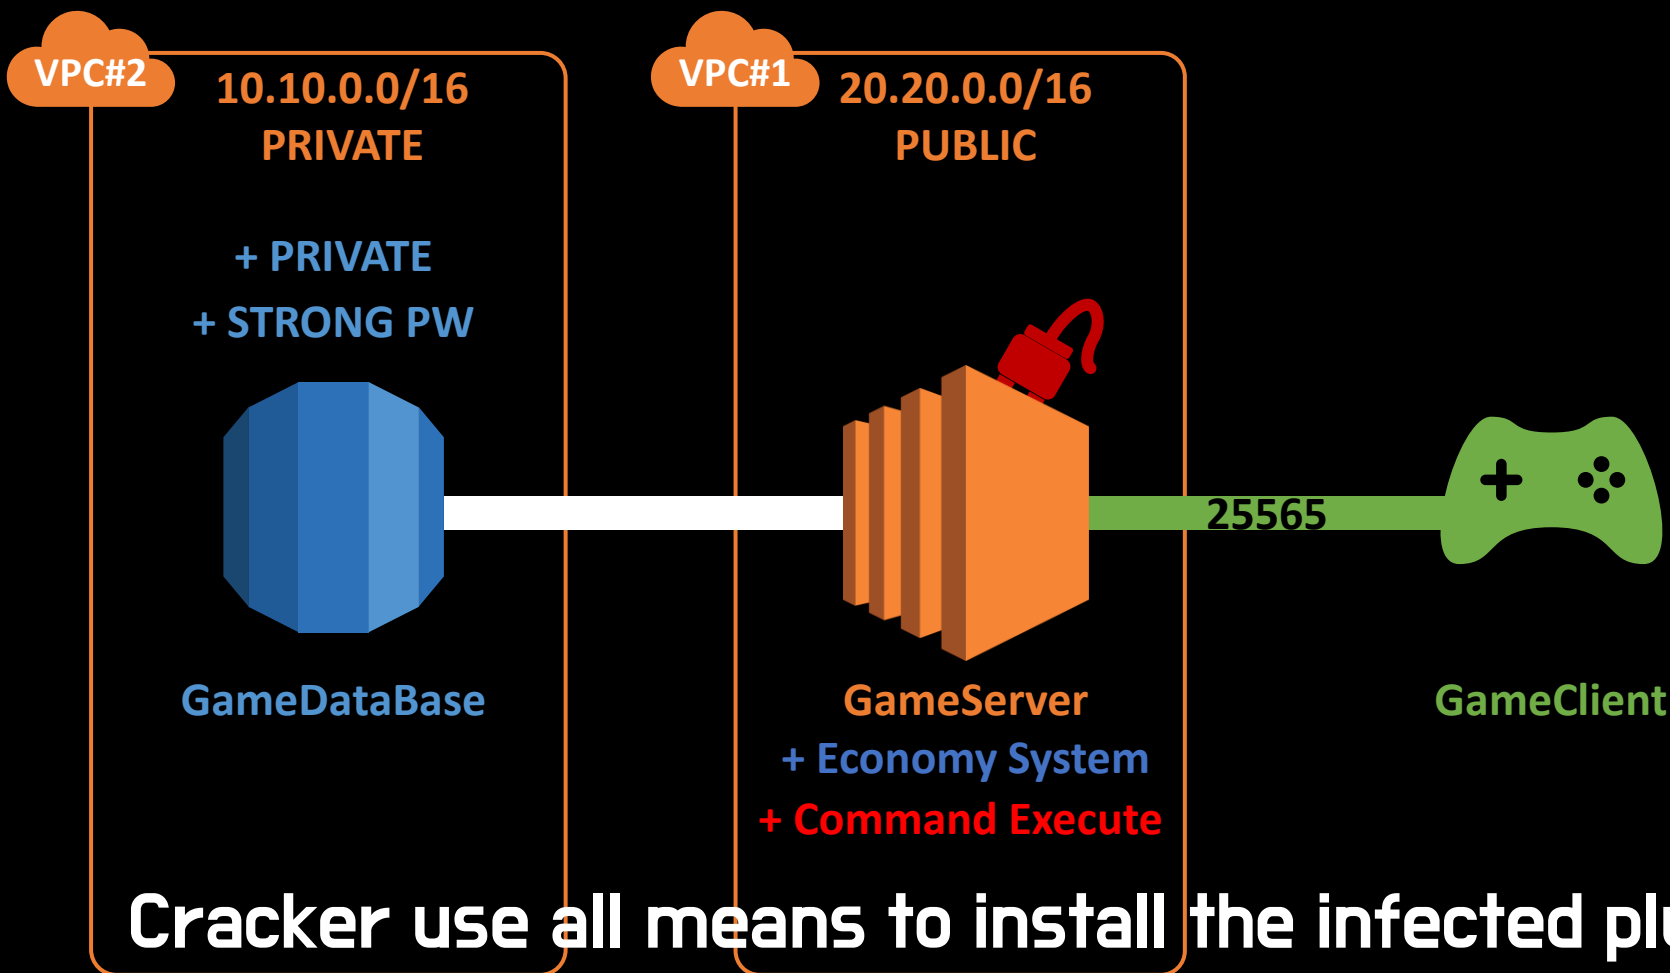 VPC#2
10.10.0.0/16
PRIVATE
+ PRIVATE
+ STRONG PW
GameDataBase
VPC#1
20.20.0.0/16
PUBLIC
GameServer
+ Economy System
+ Command Execute
25565
GameClient
Cracker use all means to install the infected